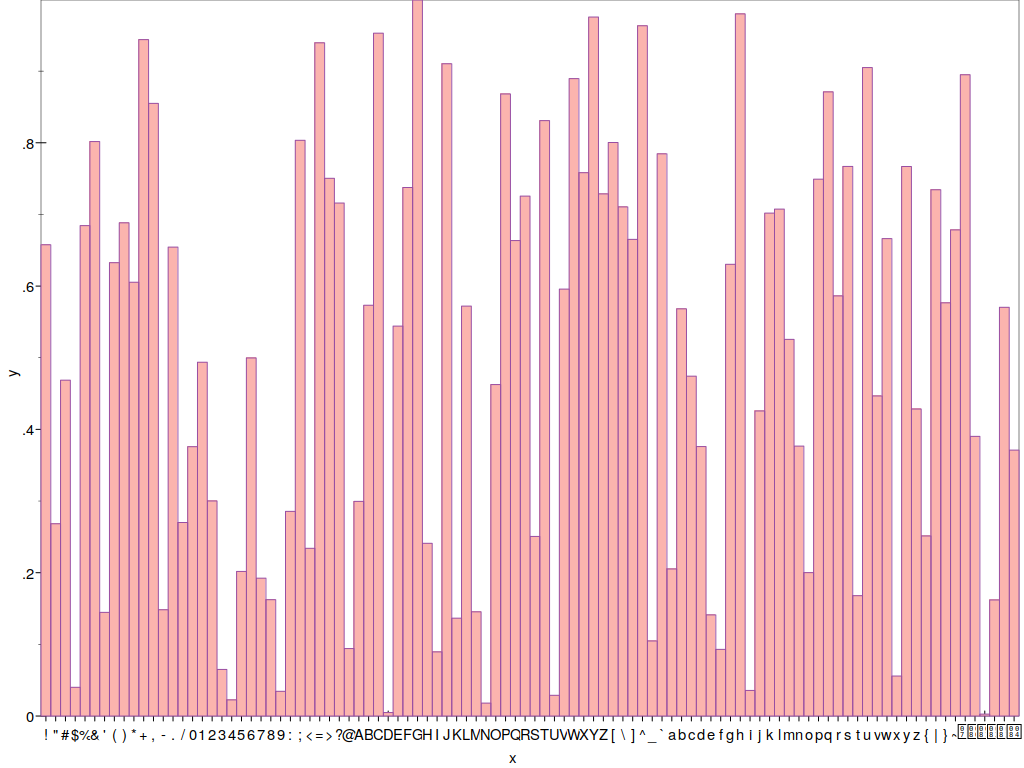 y
.8
.6
.4
.2
0
! " # $ % & ' ( ) * + , - . / 0 1 2 3 4 5 6 7 8 9 : ; < = > ? @ A B C D E F G H I J K L M N O P Q R S T U V W X Y Z [ \ ] ^ _ ` a b c d e f g h i j k l m n o p q r s t u v w x y z { | } ~
x